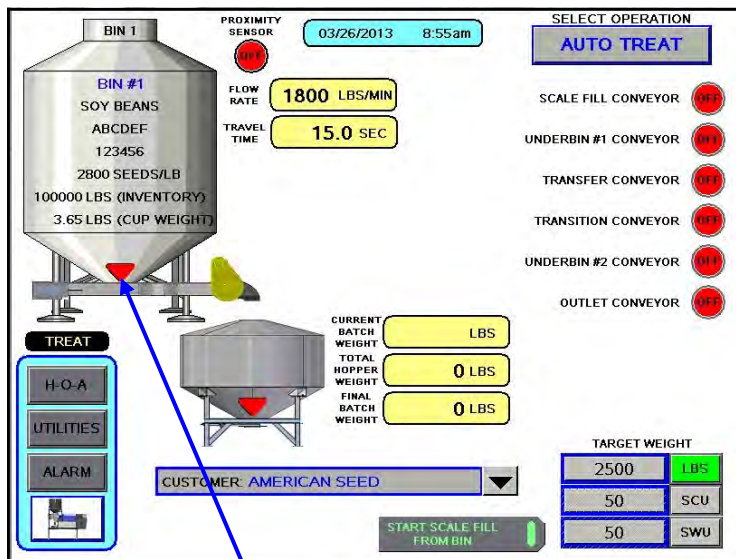 BIN 1
BIN #1
SOY BEANS
ABCDEF
123456
2800 SEEDS/LB
100000 LBS (INVENTORY)
3.65 LBS (CUP WEIGHT)
PROXIMITY
SENSOR
OFF
03/26/2013 8:55am
FLOW
RATE
1800 LBS/MIN
TRAVEL
TIME
15.0 SEC
SELECT OPERATION
AUTO TREAT
SCALE FILL CONVEYOR OFF
UNDERBIN #1 CONVEYOR OFF
TRANSFER CONVEYOR OFF
TRANSITION CONVEYOR OFF
UNDERBIN #2 CONVEYOR OFF
OUTLET CONVEYOR OFF
TREAT
H-O-A
UTILITIES
ALARM
CURRENT
BATCH
WEIGHT
LBS
TOTAL
HOPPER
WEIGHT
0 LBS
FINAL
BATCH
WEIGHT
0 LBS
CUSTOMER: AMERICAN SEED
START SCALE FILL
FROM BIN
TARGET WEIGHT
2500 LBS
50 SCU
50 SWU